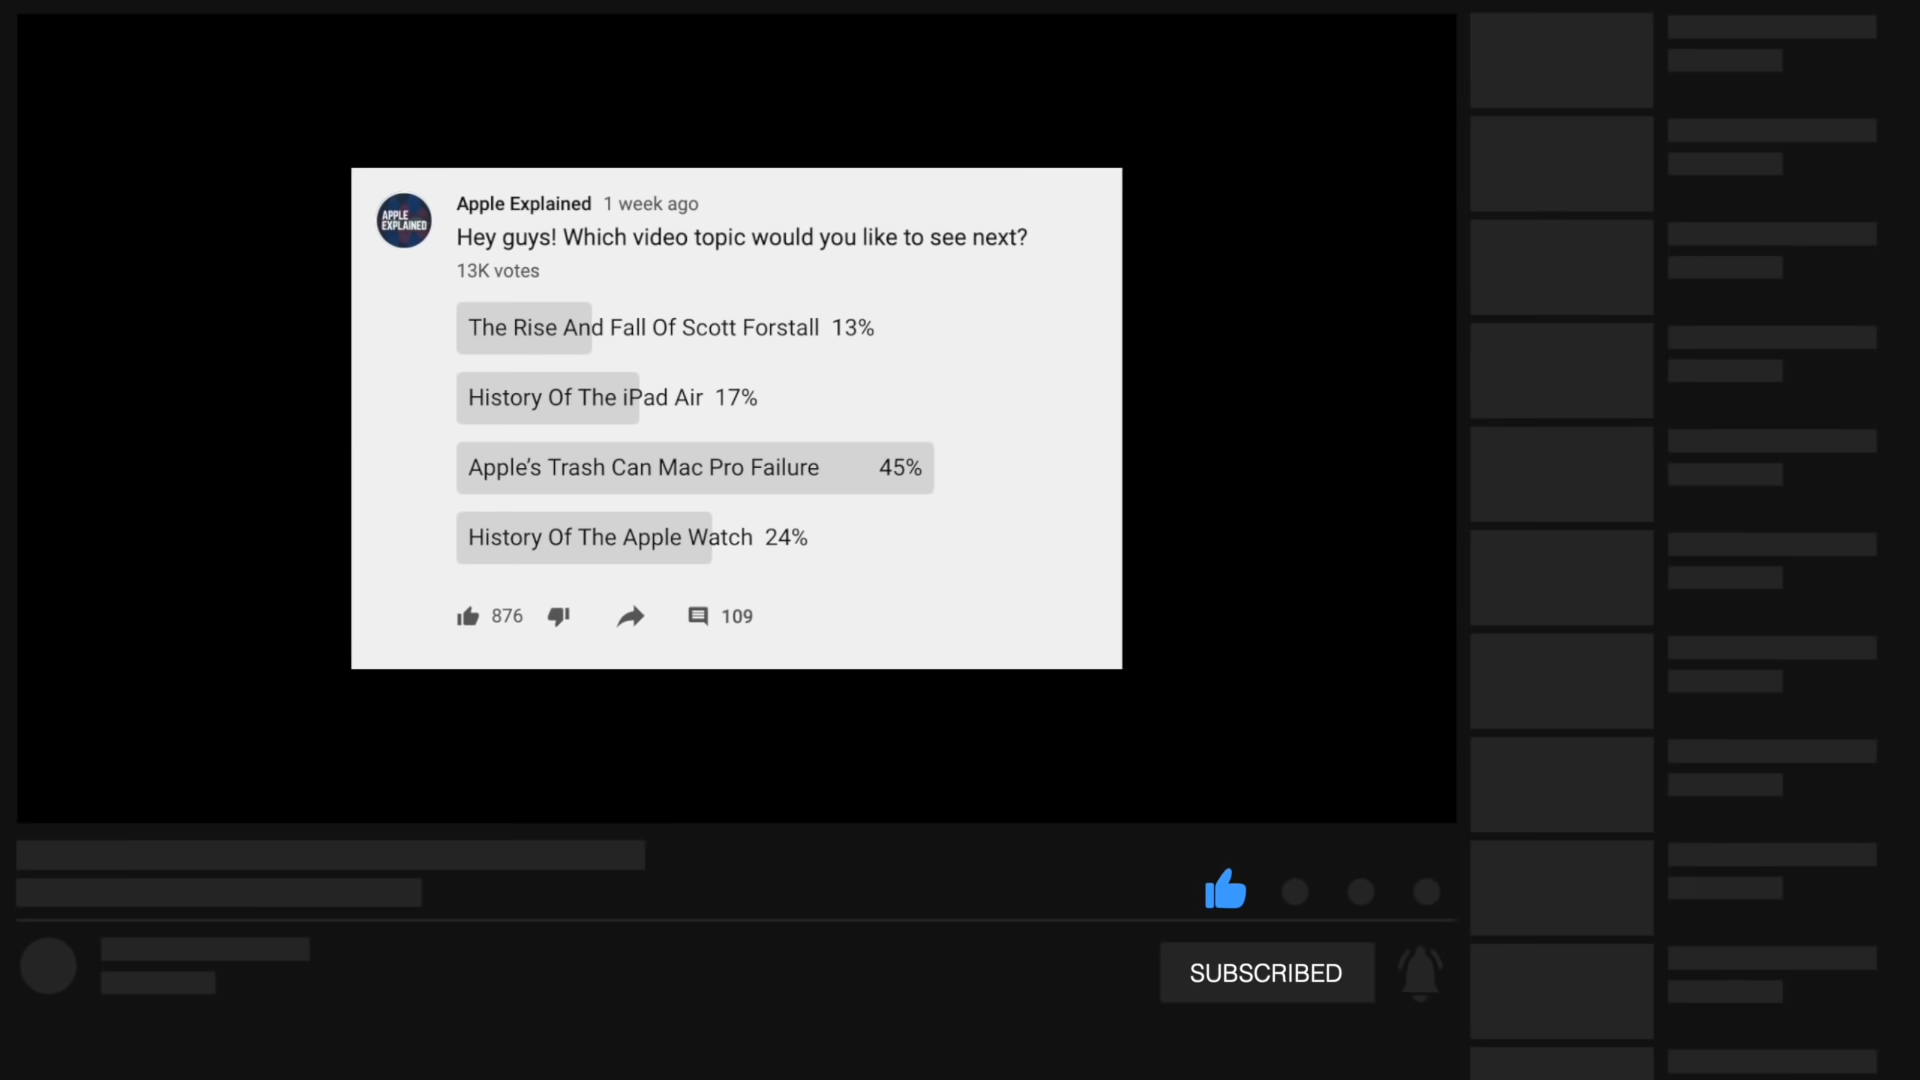 APPLE
EXPLAINED
Apple Explained 1 week ago
Hey guys! Which video topic would you like to see next?
13K votes
The Rise And Fall Of Scott Forstall 13%
History Of The iPad Air 17%
Apple’s Trash Can Mac Pro Failure 45%
History Of The Apple Watch 24%
876 109
SUBSCRIBED